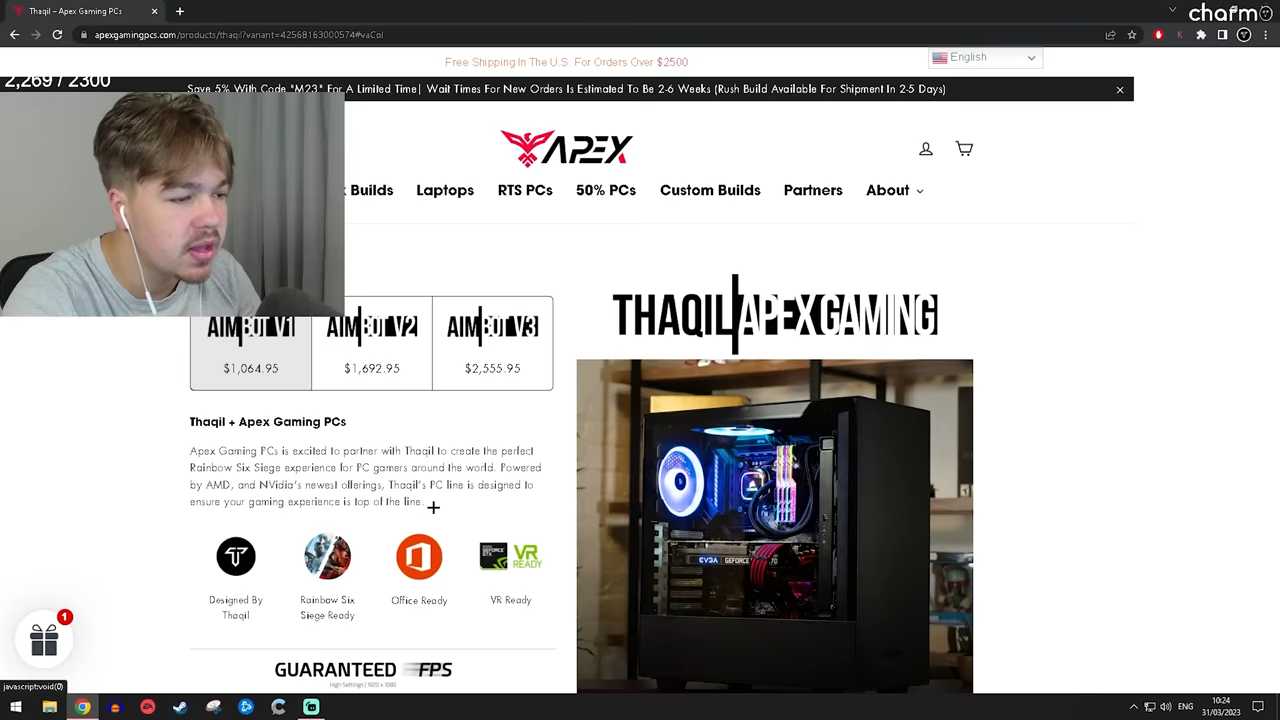 Thaqil – Apex Gaming PCs
charm
apexgamingpcs.com/products/thaqil?variant=42568163000574#vaCol
Free Shipping In The U.S. For Orders Over $2500
English
2,269 / 2300
Save 5% With Code "M23" For A Limited Time| Wait Times For New Orders Is Estimated To Be 2-6 Weeks (Rush Build Available For Shipment In 2-5 Days)
APEX
Builds
Laptops
RTS PCs
50% PCs
Custom Builds
Partners
About
THAQIL APEX GAMING
AIMBOT V1
AIMBOT V2
AIMBOT V3
$1,064.95
$1,692.95
$2,555.95
Thaqil + Apex Gaming PCs
Apex Gaming PCs is excited to partner with Thaqil to create the perfect
Rainbow Six Siege experience for PC gamers around the world. Powered
by AMD, and NVidia's newest offerings, Thaqil's PC line is designed to
ensure your gaming experience is top of the line.
GEFORCE
VR
READY
EVGA GEFORCE
Designed By
Thaqil
Rainbow Six
Siege Ready
Office Ready
VR Ready
1
GUARANTEED FPS
High Settings | 1920 x 1080
javascript:void(0)
ENG
10:24
31/03/2023